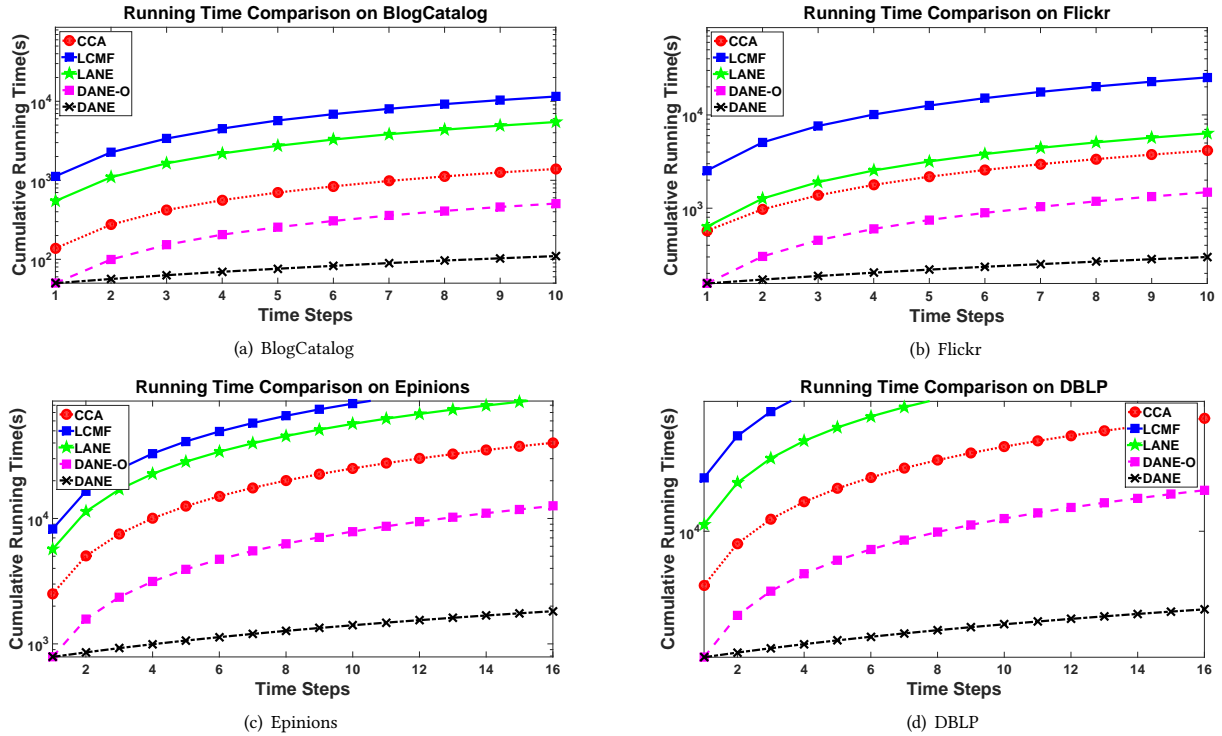 Running Time Comparison on BlogCatalog
Cumulative Running Time(s)
CCA
LCMF
LANE
DANE-O
DANE
10^4
10^3
10^2
1 2 3 4 5 6 7 8 9 10
Time Steps
(a) BlogCatalog
Running Time Comparison on Flickr
Cumulative Running Time(s)
CCA
LCMF
LANE
DANE-O
DANE
10^4
10^3
1 2 3 4 5 6 7 8 9 10
Time Steps
(b) Flickr
Running Time Comparison on Epinions
Cumulative Running Time(s)
CCA
LCMF
LANE
DANE-O
DANE
10^4
10^3
2 4 6 8 10 12 14 16
Time Steps
(c) Epinions
Running Time Comparison on DBLP
Cumulative Running Time(s)
CCA
LCMF
LANE
DANE-O
DANE
10^4
2 4 6 8 10 12 14 16
Time Steps
(d) DBLP